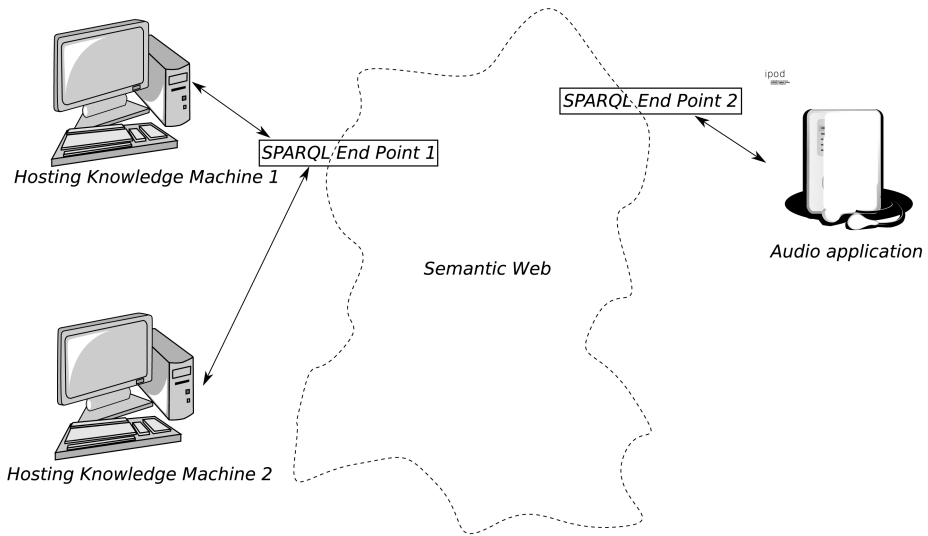 ipod
SPARQL End Point 2
SPARQL End Point 1
Hosting Knowledge Machine 1
Audio application
Semantic Web
Hosting Knowledge Machine 2